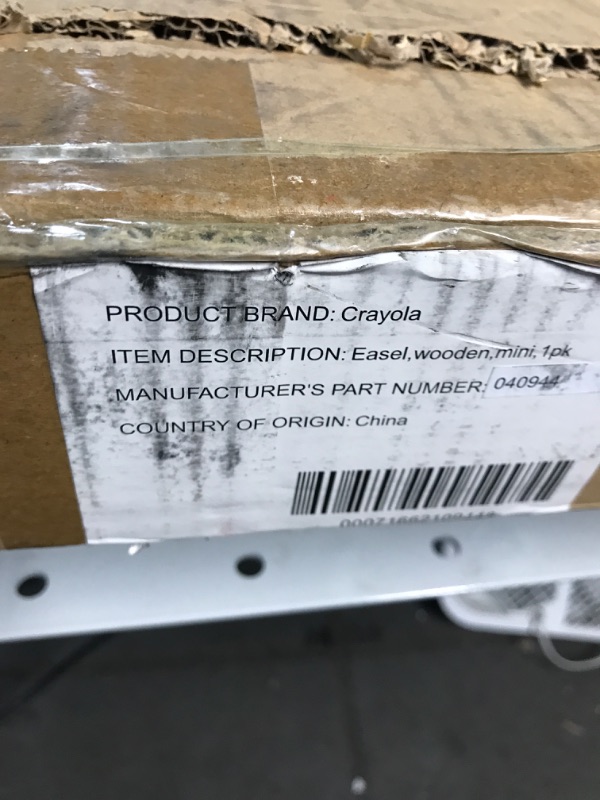 PRODUCT BRAND: Crayola
ITEM DESCRIPTION: Easel,wooden,mini,1pk
MANUFACTURER'S PART NUMBER: 040944
COUNTRY OF ORIGIN: China